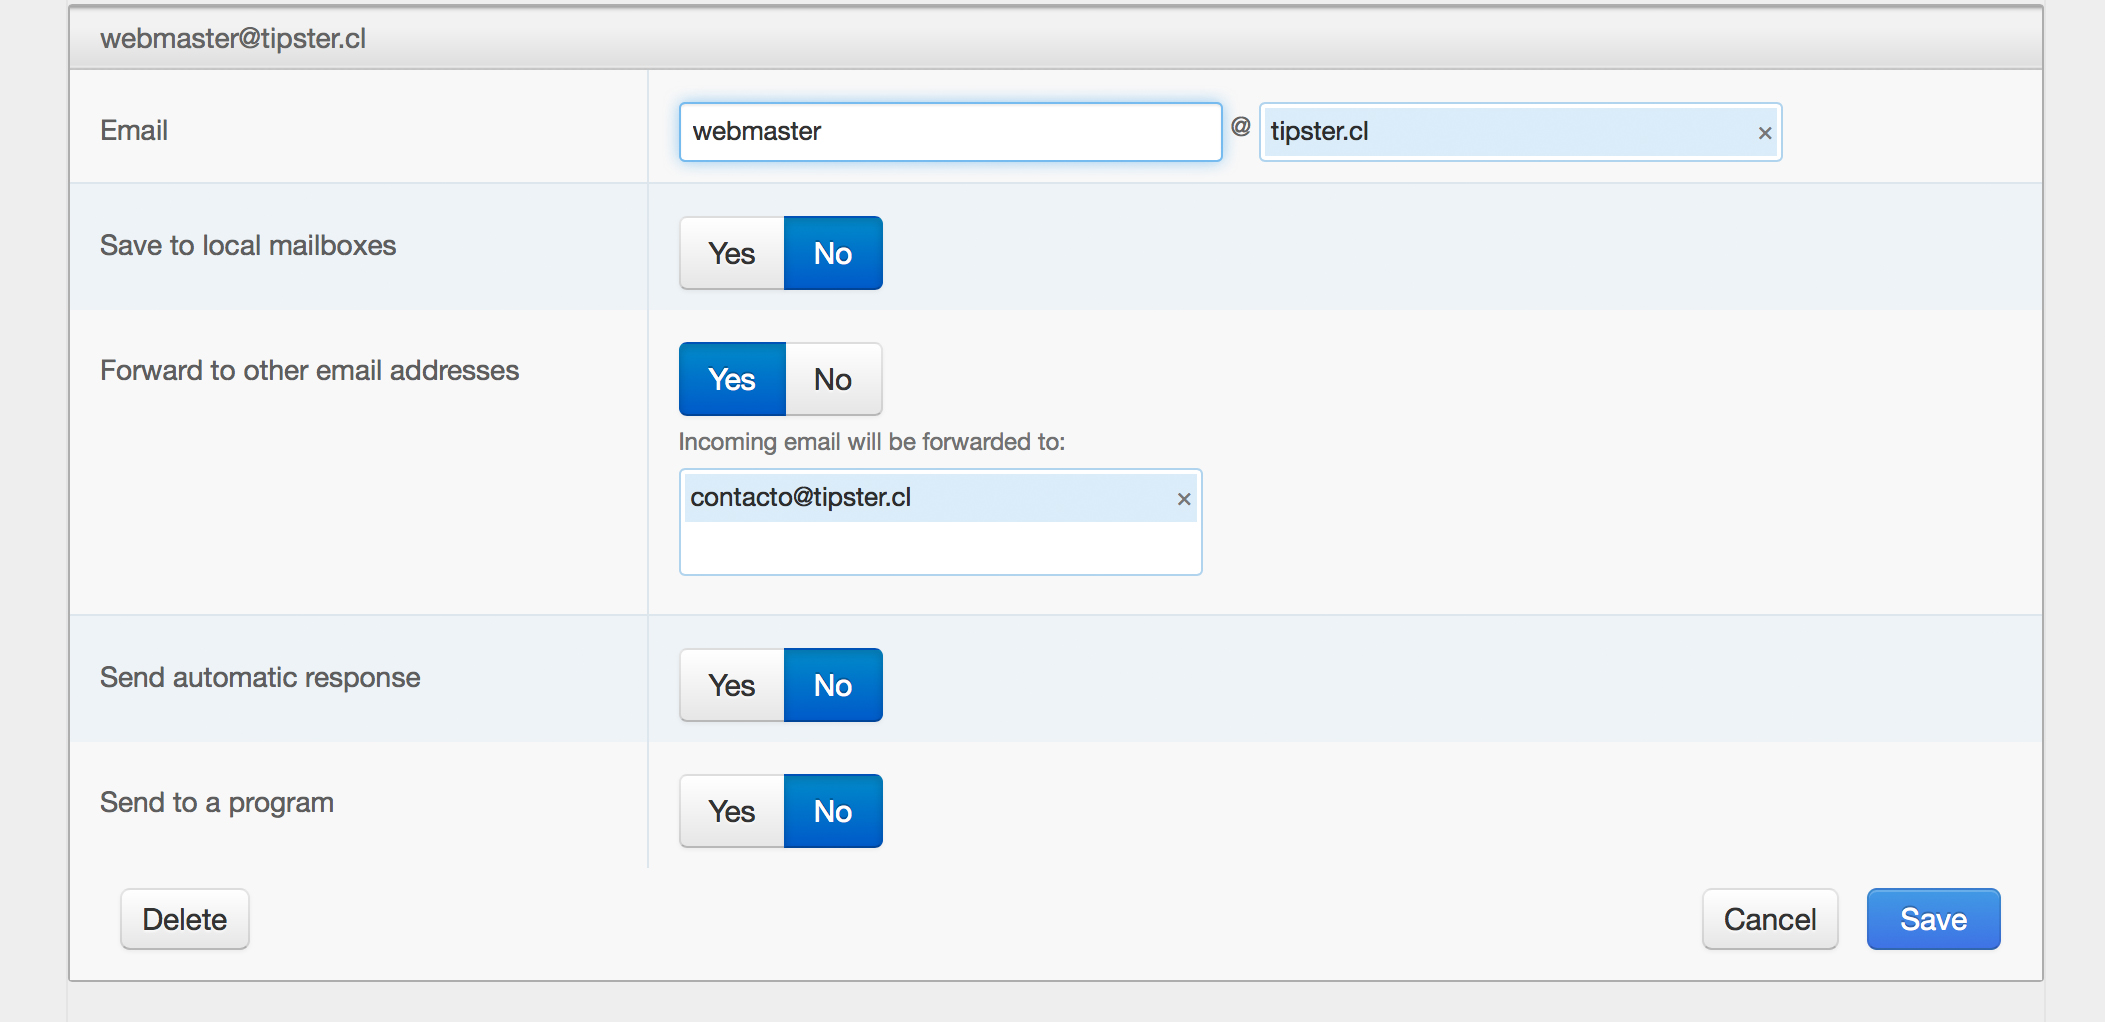 webmaster@tipster.cl
Email
webmaster @ tipster.cl ×
Save to local mailboxes
Yes No
Forward to other email addresses
Yes No
Incoming email will be forwarded to:
contacto@tipster.cl ×
Send automatic response
Yes No
Send to a program
Yes No
Delete Cancel Save